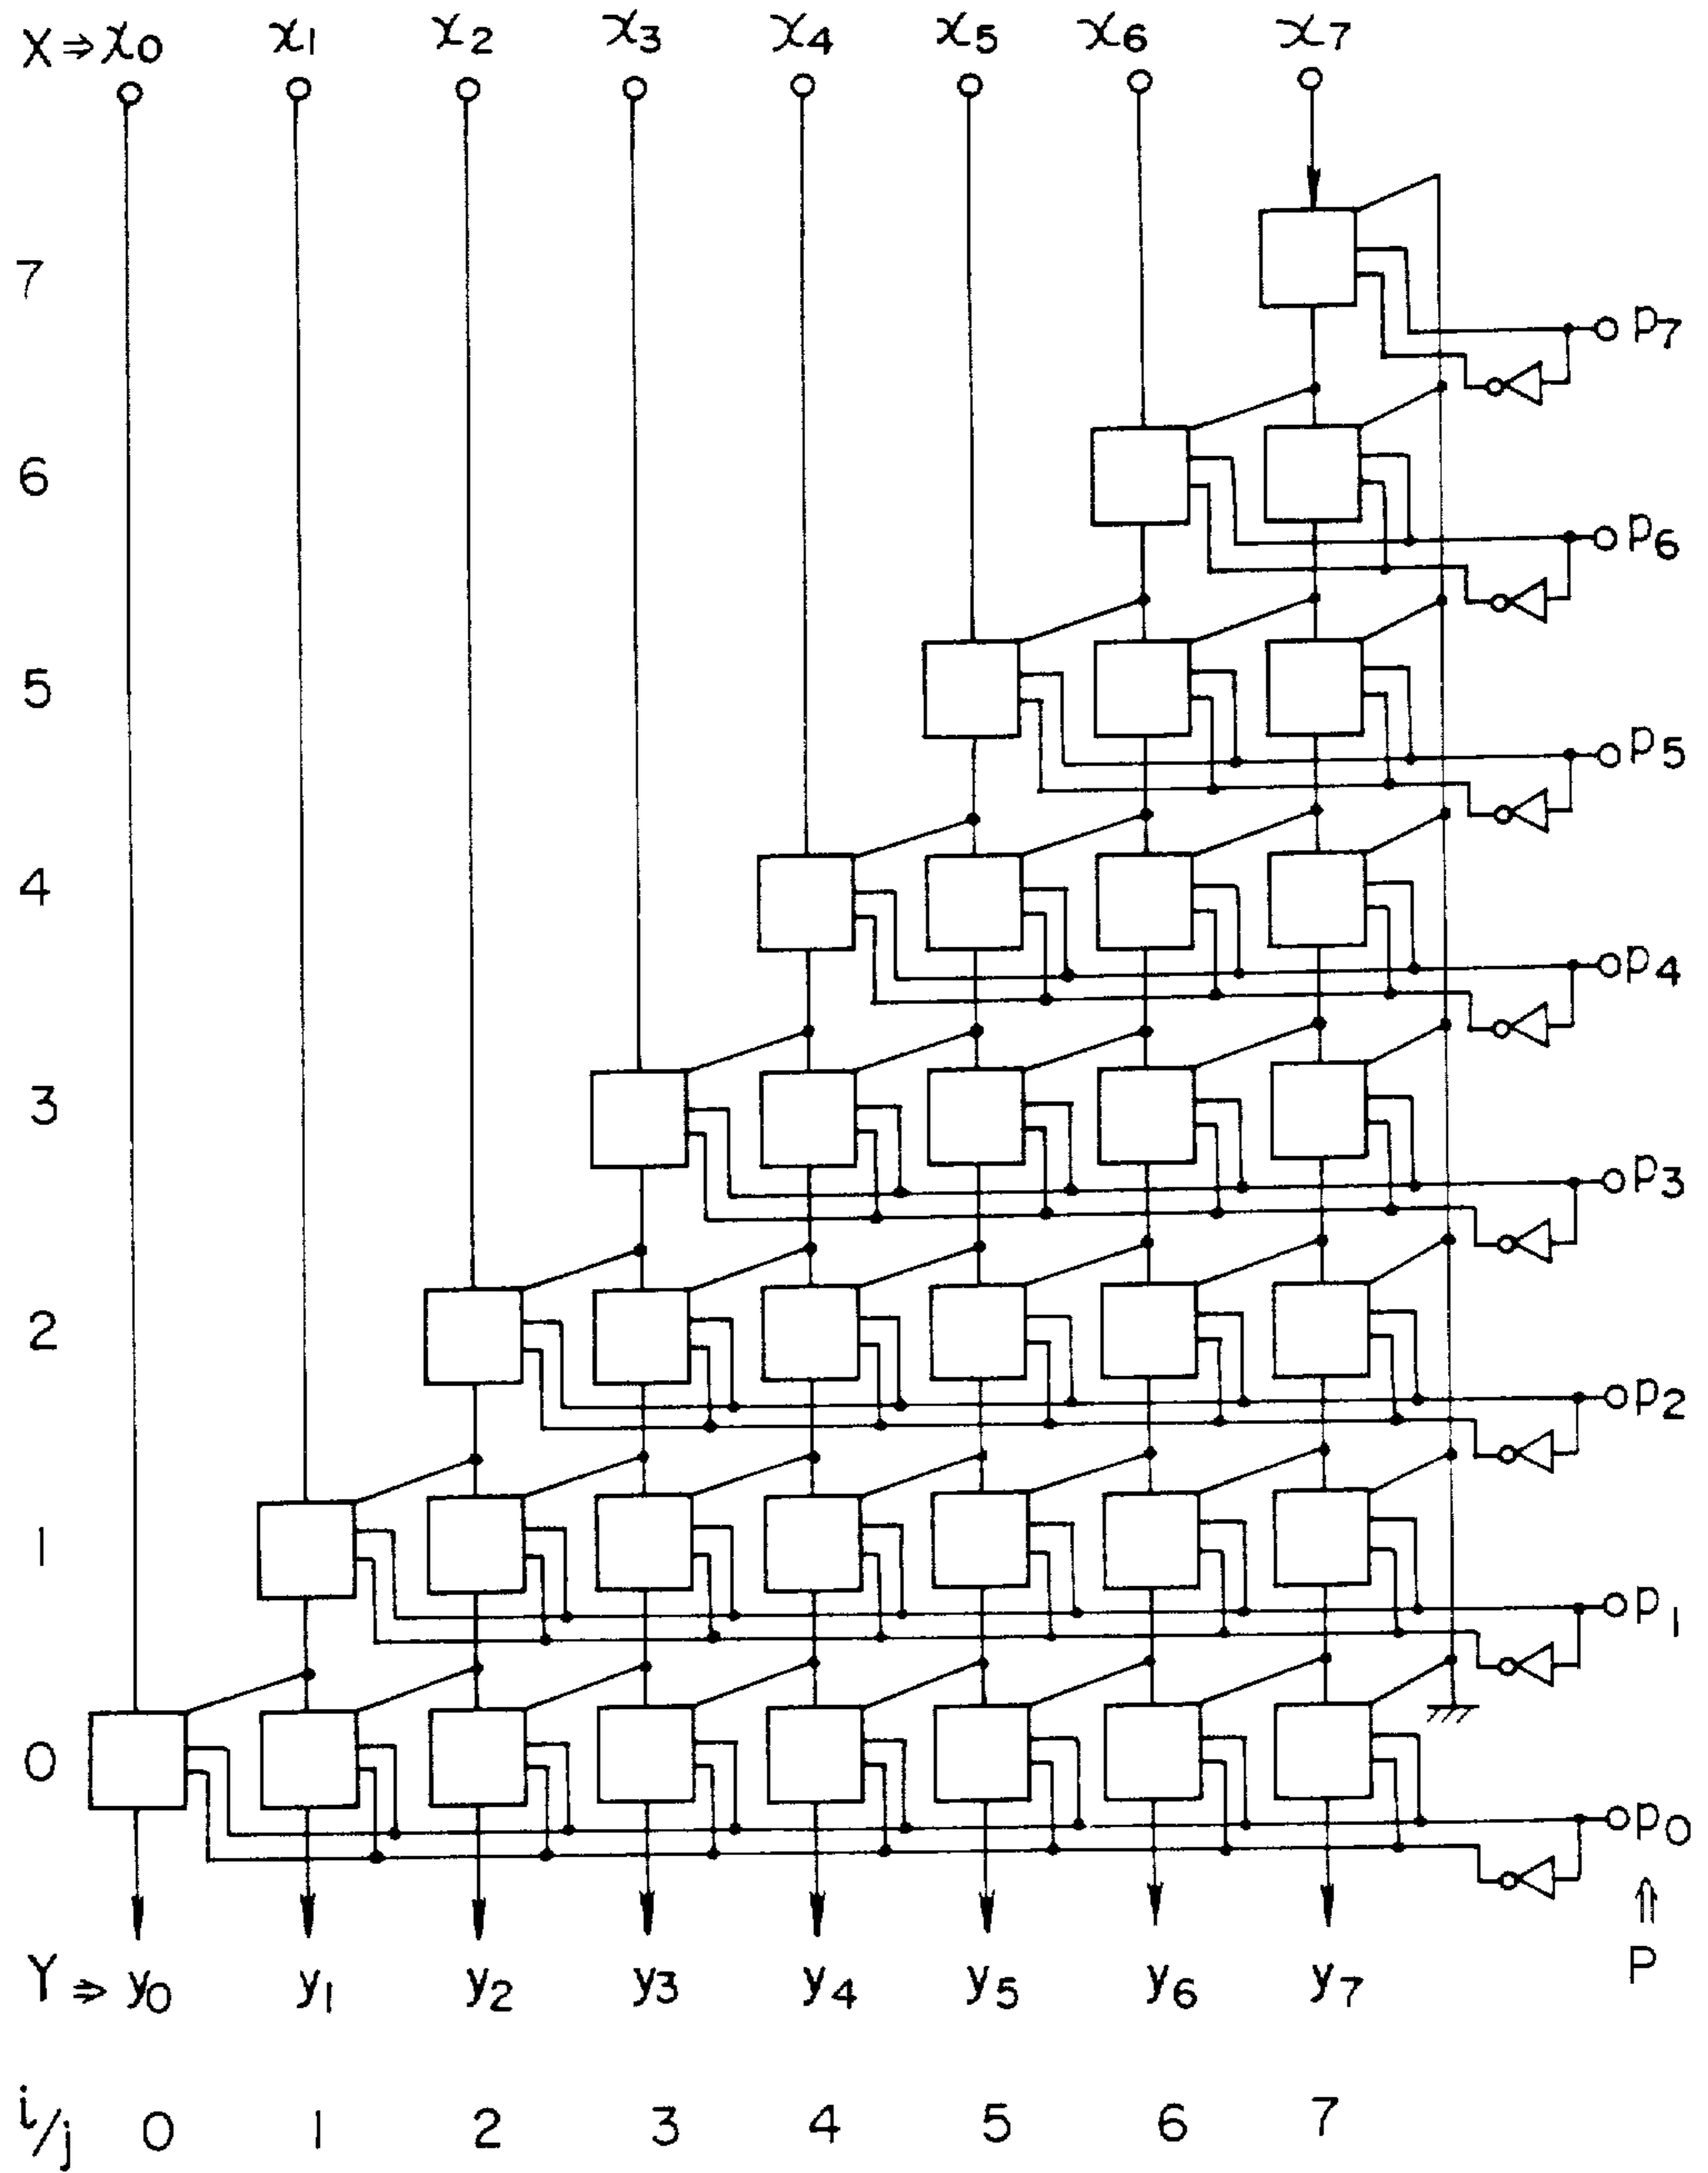 X ⇒ x0 x1 x2 x3 x4 x5 x6 x7
7
p7
6
p6
5
p5
4
p4
3
p3
2
p2
1
p1
0
p0
P
Y ⇒ y0 y1 y2 y3 y4 y5 y6 y7
i/j 0 1 2 3 4 5 6 7